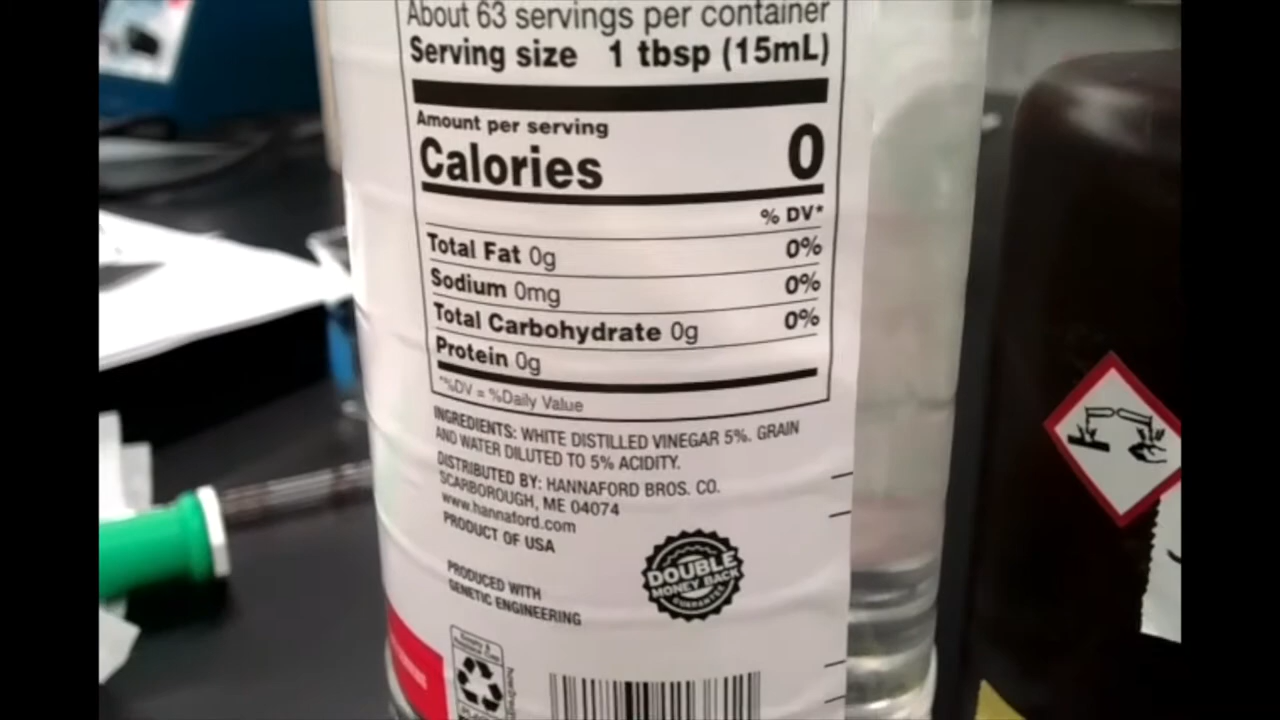 About 63 servings per container
Serving size 1 tbsp (15mL)
Amount per serving
Calories 0
% DV*
Total Fat 0g 0%
Sodium 0mg 0%
Total Carbohydrate 0g 0%
Protein 0g
*%DV = %Daily Value
INGREDIENTS: WHITE DISTILLED VINEGAR 5%. GRAIN
AND WATER DILUTED TO 5% ACIDITY.
DISTRIBUTED BY: HANNAFORD BROS. CO.
SCARBOROUGH, ME 04074
www.hannaford.com
PRODUCT OF USA
PRODUCED WITH
GENETIC ENGINEERING
DOUBLE
MONEY BACK
GUARANTEE